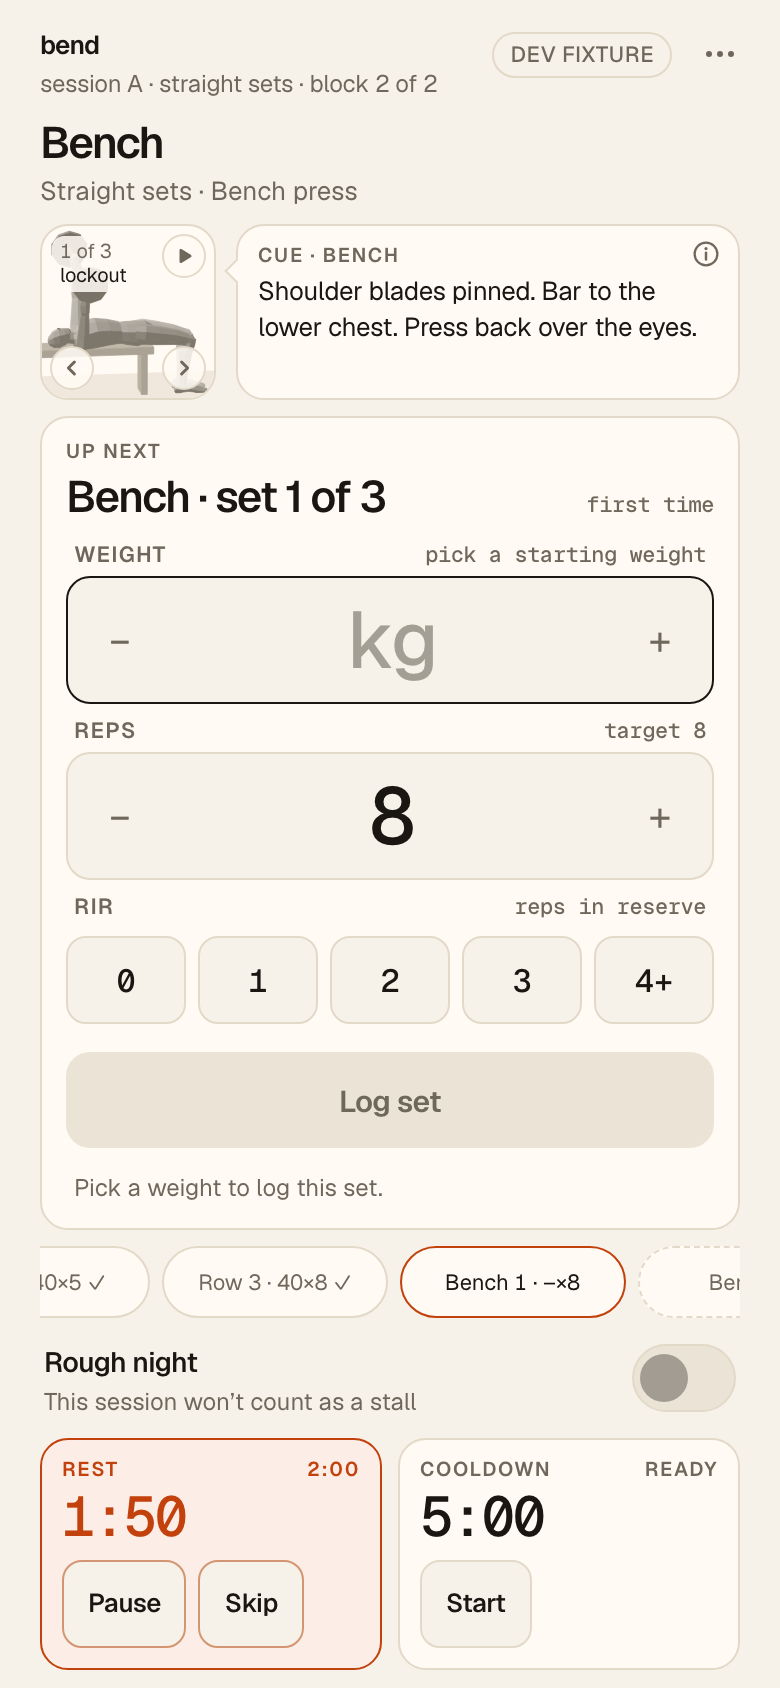 bend
DEV FIXTURE
session A · straight sets · block 2 of 2
Bench
Straight sets · Bench press
1 of 3
lockout
CUE · BENCH
Shoulder blades pinned. Bar to the
lower chest. Press back over the eyes.
UP NEXT
Bench · set 1 of 3
first time
WEIGHT
pick a starting weight
− kg +
REPS
target 8
− 8 +
RIR
reps in reserve
0 1 2 3 4+
Log set
Pick a weight to log this set.
40×5 ✓
Row 3 · 40×8 ✓
Bench 1 · –×8
Rough night
This session won’t count as a stall
REST 2:00
1:50
Pause Skip
COOLDOWN READY
5:00
Start